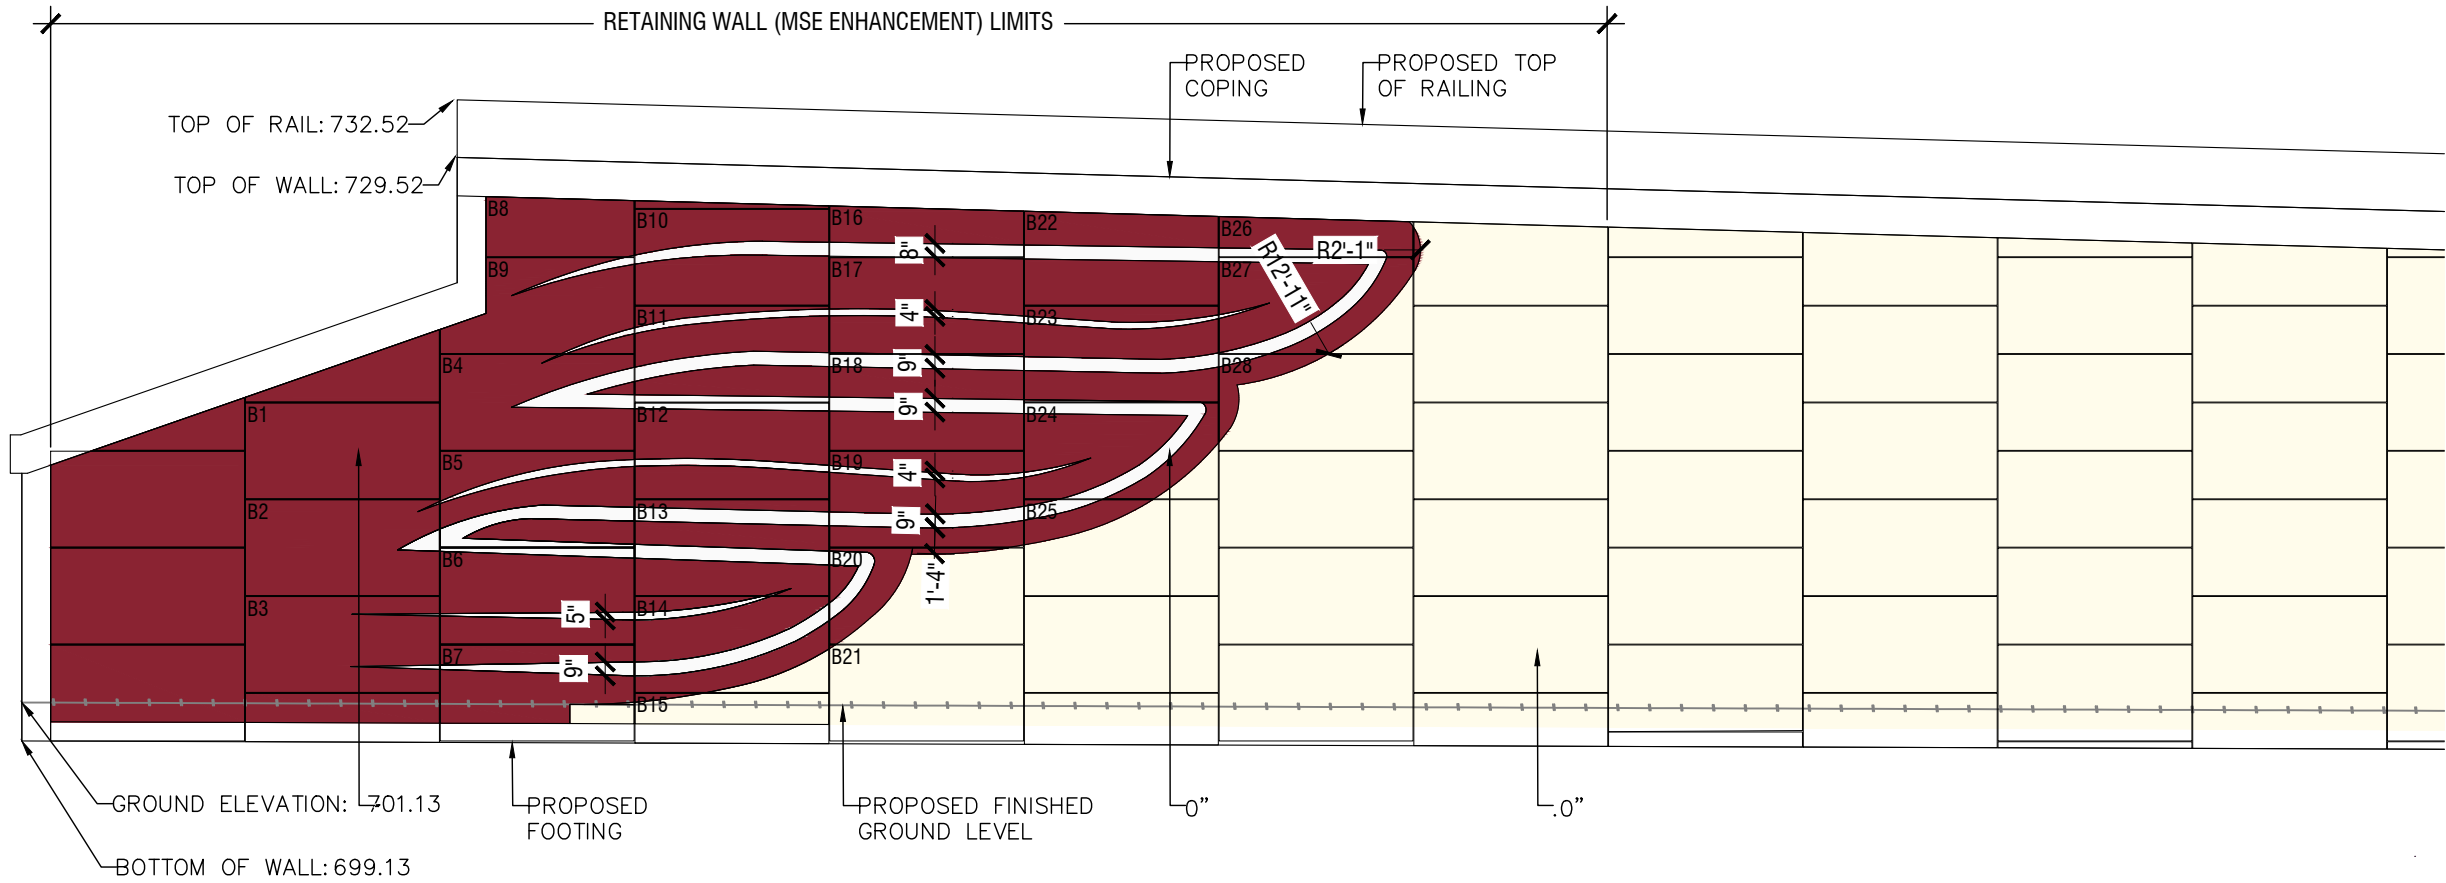 RETAINING WALL (MSE ENHANCEMENT) LIMITS
PROPOSED
COPING
PROPOSED TOP
OF RAILING
TOP OF RAIL: 732.52
TOP OF WALL: 729.52
B8
B10
B16
B22
B26
8"
R2'-1"
R12'-11"
B9
B17
B27
B11
4"
B23
B4
B18
9"
B28
B1
B12
9"
B24
B5
B19
4"
B2
B13
9"
B25
B6
B20
1'-4"
B3
5"
B14
B7
9"
B21
B15
GROUND ELEVATION: 701.13
PROPOSED
FOOTING
PROPOSED FINISHED
GROUND LEVEL
0"
.0"
BOTTOM OF WALL: 699.13